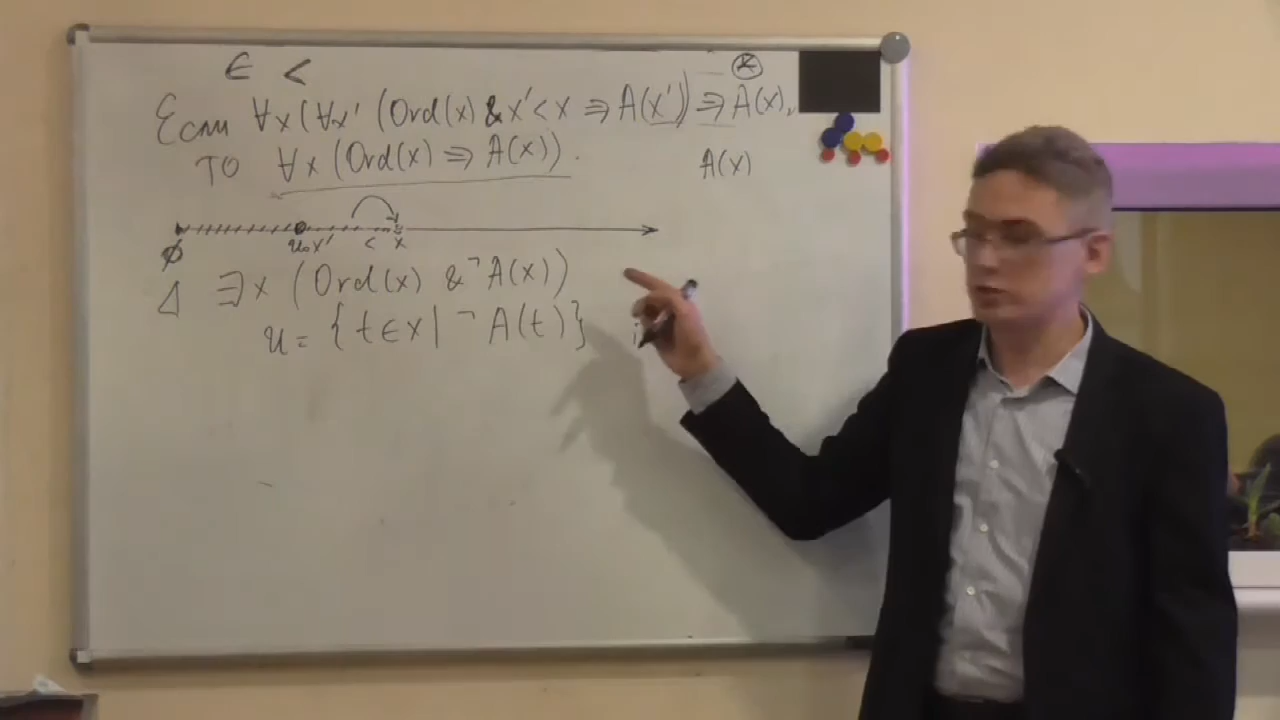 ∈ <
⊛
Если ∀x(∀x' (Ord(x) & x'<x ⇒ A(x')) ⇒ A(x),
то ∀x (Ord(x) ⇒ A(x)).
A(x)
∅ u₀ x' < x
Δ ∃x (Ord(x) & ¬A(x))
u = {t∈x| ¬A(t)}